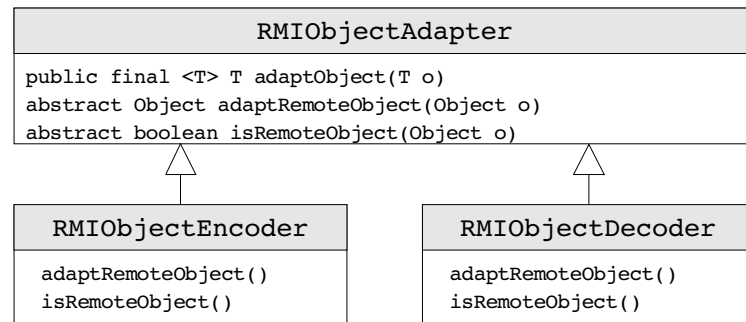 RMIObjectAdapter
public final <T> T adaptObject(T o)
abstract Object adaptRemoteObject(Object o)
abstract boolean isRemoteObject(Object o)
RMIObjectEncoder
adaptRemoteObject()
isRemoteObject()
RMIObjectDecoder
adaptRemoteObject()
isRemoteObject()